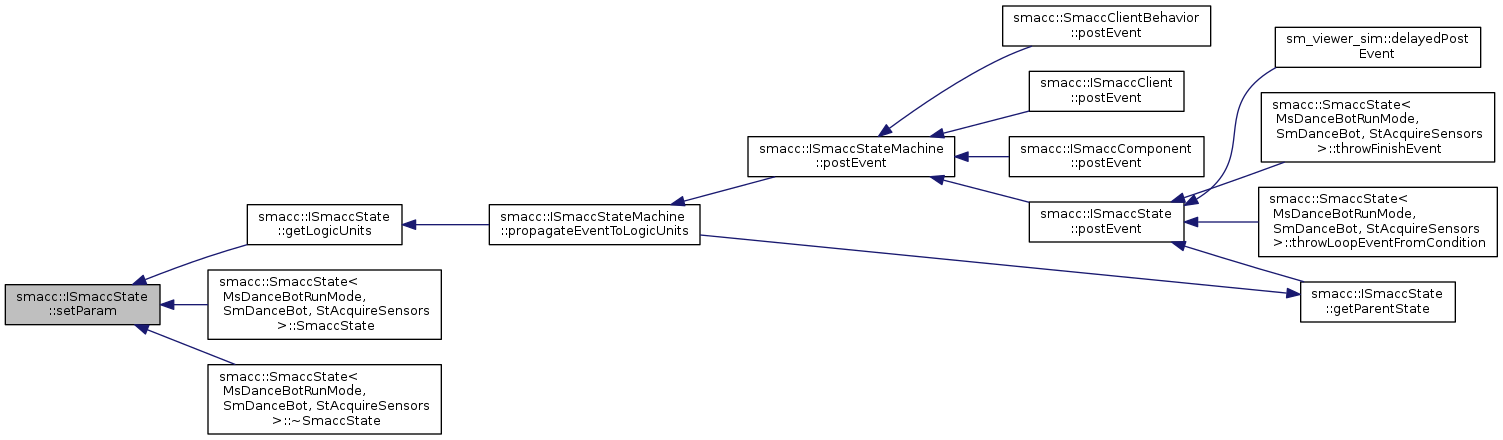 smacc::SmaccClientBehavior
::postEvent
sm_viewer_sim::delayedPost
Event
smacc::ISmaccClient
::postEvent
smacc::SmaccState<
MsDanceBotRunMode,
SmDanceBot, StAcquireSensors
>::throwFinishEvent
smacc::ISmaccStateMachine
::postEvent
smacc::ISmaccComponent
::postEvent
smacc::ISmaccState
::getLogicUnits
smacc::ISmaccStateMachine
::propagateEventToLogicUnits
smacc::ISmaccState
::postEvent
smacc::SmaccState<
MsDanceBotRunMode,
SmDanceBot, StAcquireSensors
>::throwLoopEventFromCondition
smacc::ISmaccState
::setParam
smacc::SmaccState<
MsDanceBotRunMode,
SmDanceBot, StAcquireSensors
>::SmaccState
smacc::ISmaccState
::getParentState
smacc::SmaccState<
MsDanceBotRunMode,
SmDanceBot, StAcquireSensors
>::~SmaccState